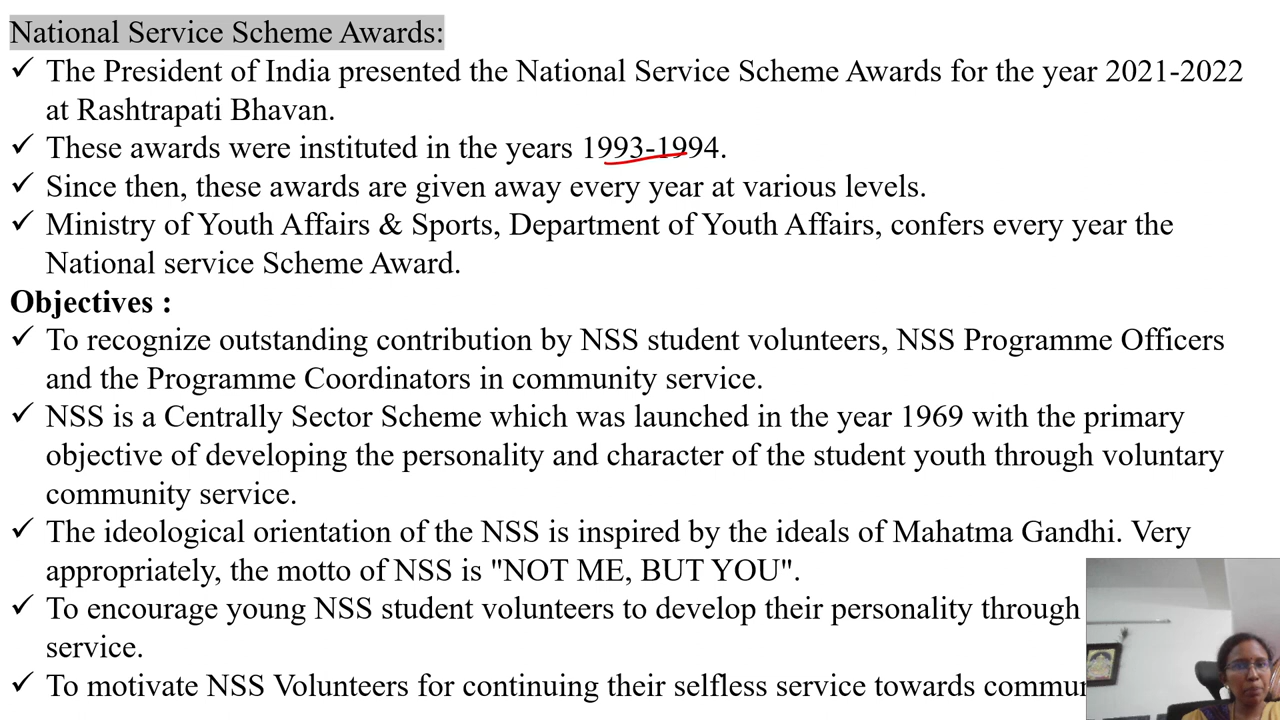 National Service Scheme Awards:
✓ The President of India presented the National Service Scheme Awards for the year 2021-2022
at Rashtrapati Bhavan.
✓ These awards were instituted in the years 1993-1994.
✓ Since then, these awards are given away every year at various levels.
✓ Ministry of Youth Affairs & Sports, Department of Youth Affairs, confers every year the
National service Scheme Award.
Objectives :
✓ To recognize outstanding contribution by NSS student volunteers, NSS Programme Officers
and the Programme Coordinators in community service.
✓ NSS is a Centrally Sector Scheme which was launched in the year 1969 with the primary
objective of developing the personality and character of the student youth through voluntary
community service.
✓ The ideological orientation of the NSS is inspired by the ideals of Mahatma Gandhi. Very
appropriately, the motto of NSS is "NOT ME, BUT YOU".
✓ To encourage young NSS student volunteers to develop their personality through
service.
✓ To motivate NSS Volunteers for continuing their selfless service towards